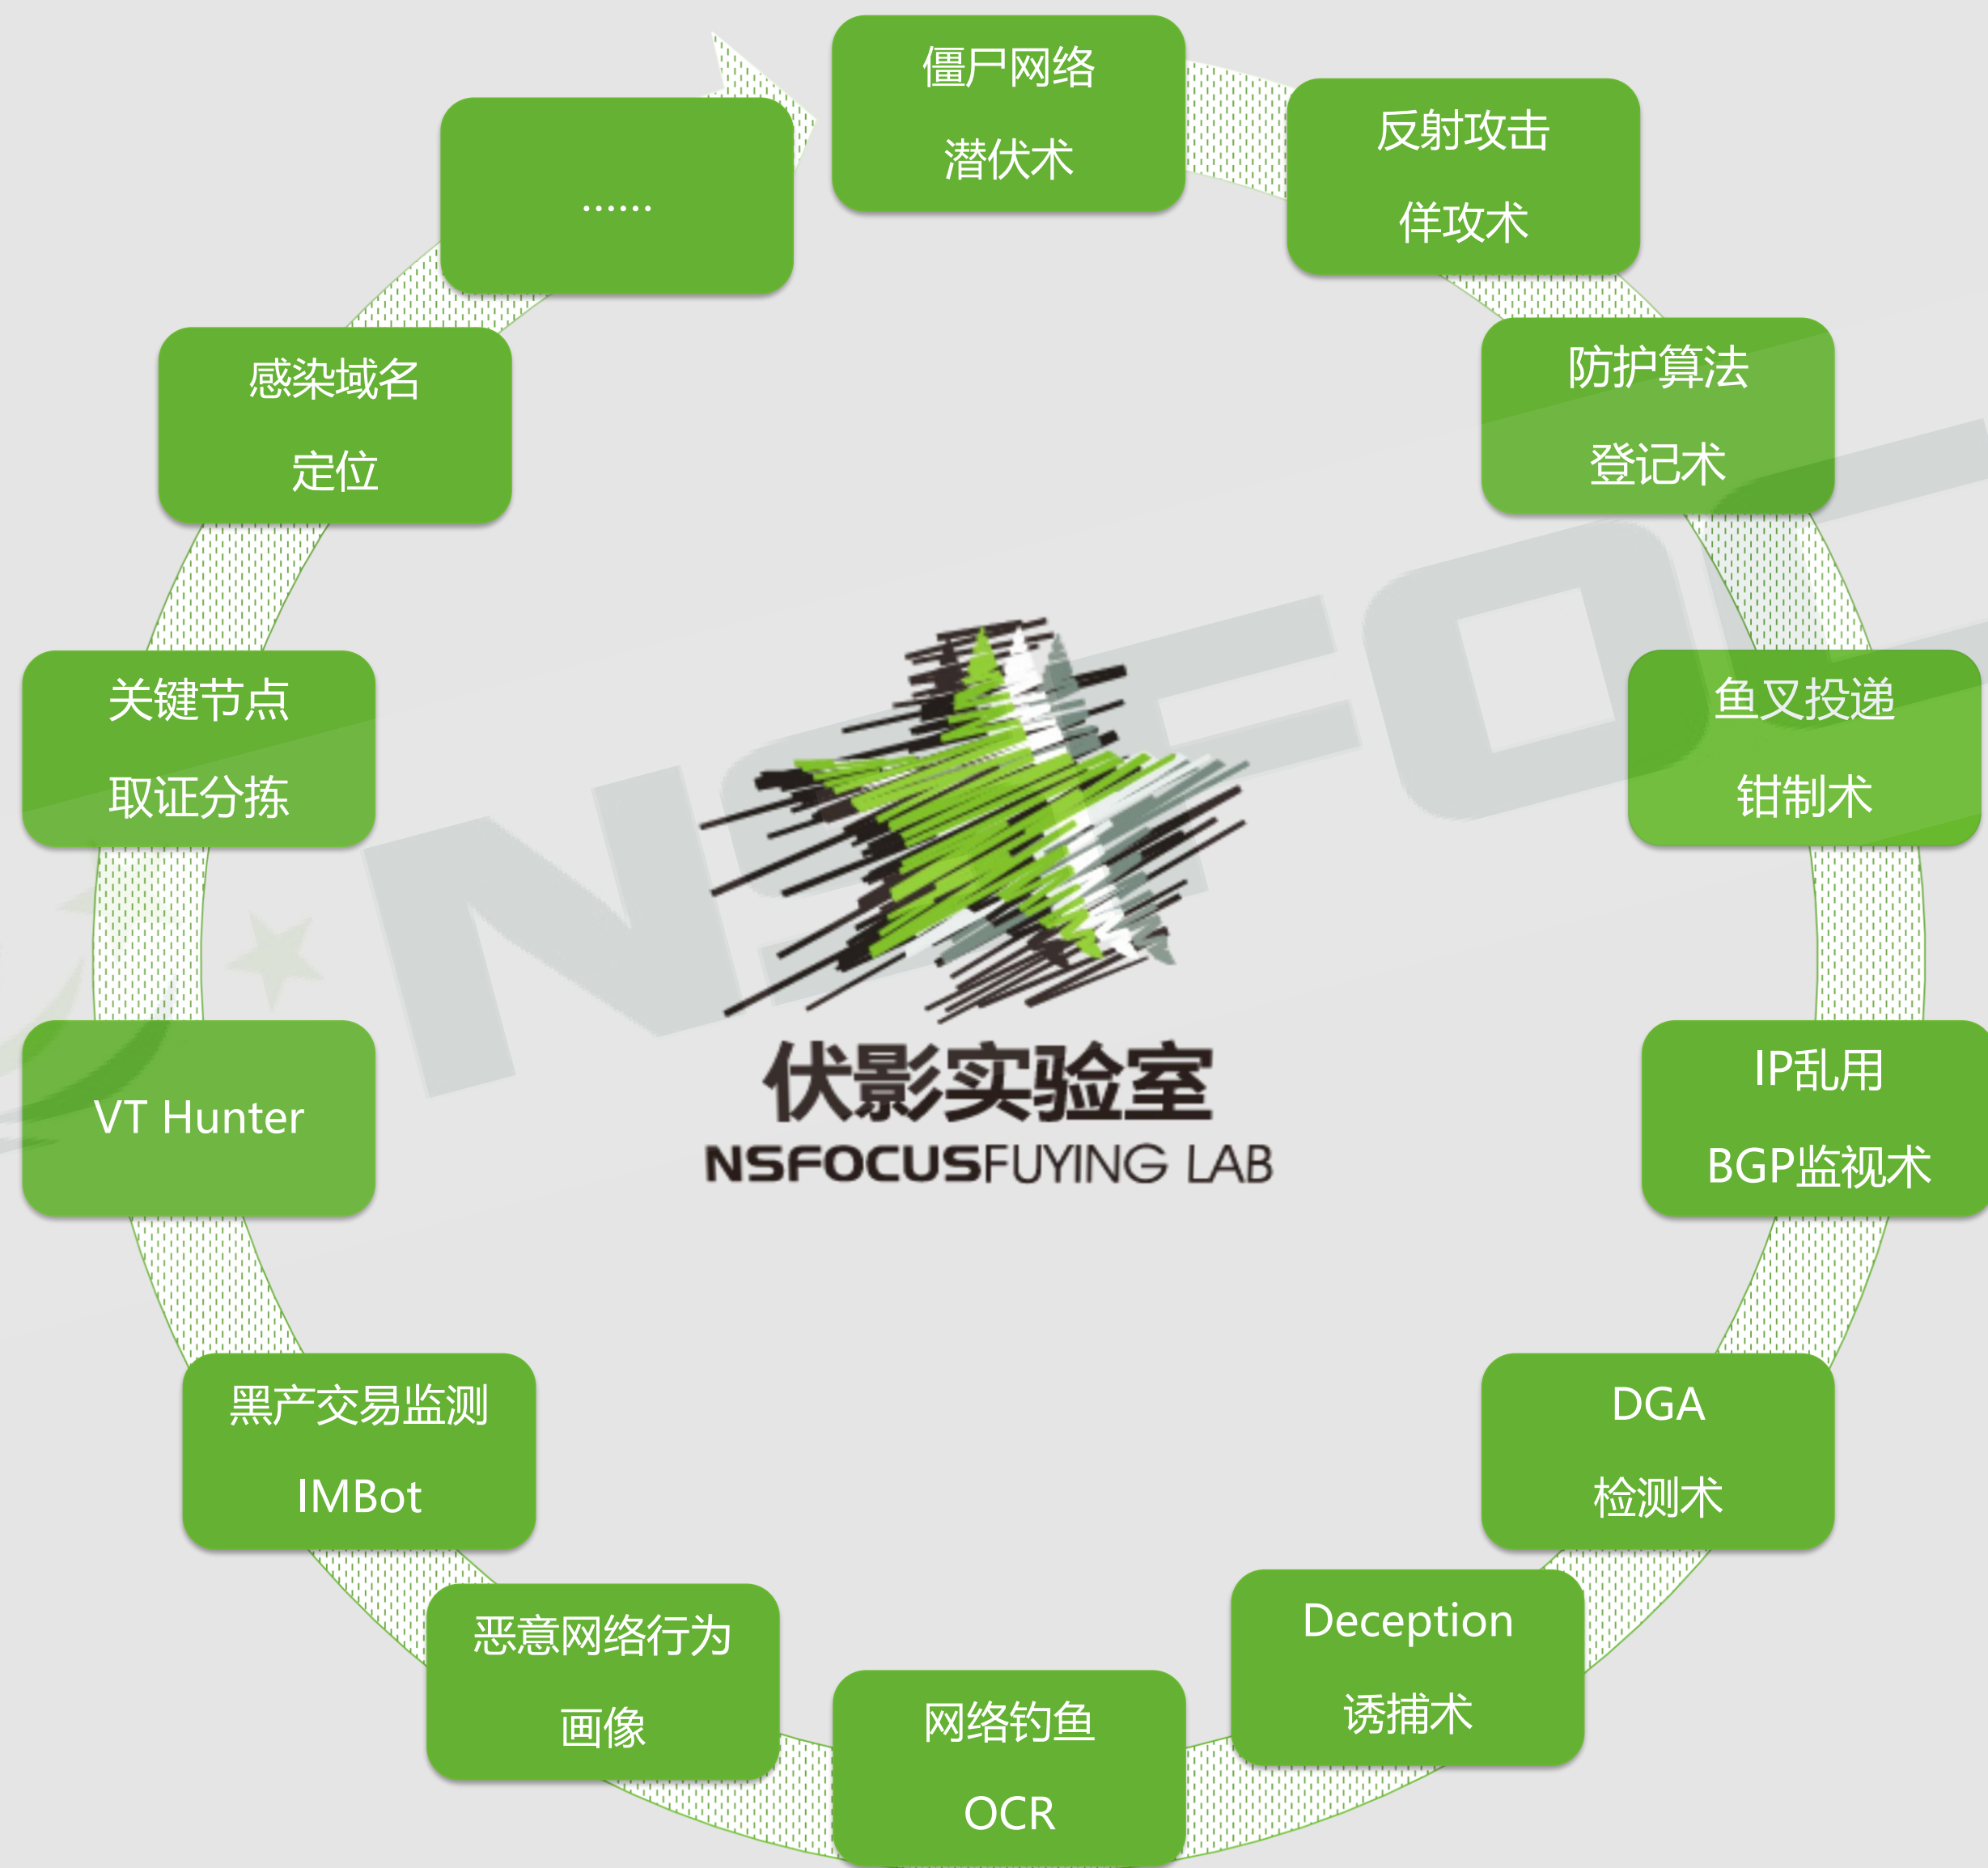 僵尸网络
潜伏术
反射攻击
佯攻术
防护算法
登记术
鱼叉投递
钳制术
IP乱用
BGP监视术
DGA
检测术
Deception
诱捕术
网络钓鱼
OCR
恶意网络行为
画像
黑产交易监测
IMBot
VT Hunter
关键节点
取证分拣
感染域名
定位
……
伏影实验室
NSFOCUSFUYING LAB
NSFOC